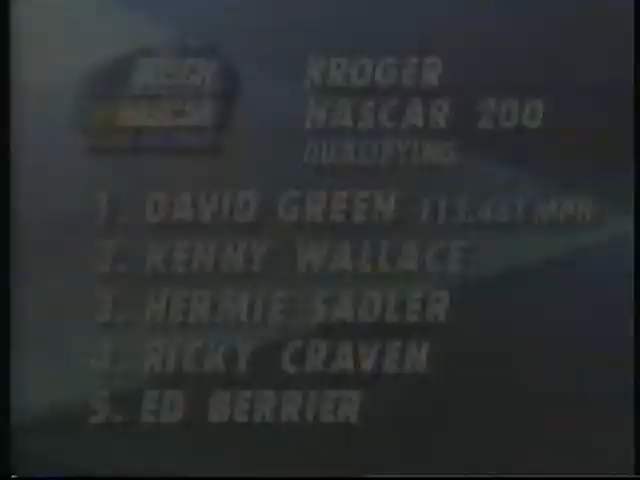 KROGER
NASCAR 200
QUALIFYING
1. DAVID GREEN
2. KENNY WALLACE
3. HERMIE SADLER
4. RICKY CRAVEN
5. ED BERRIER